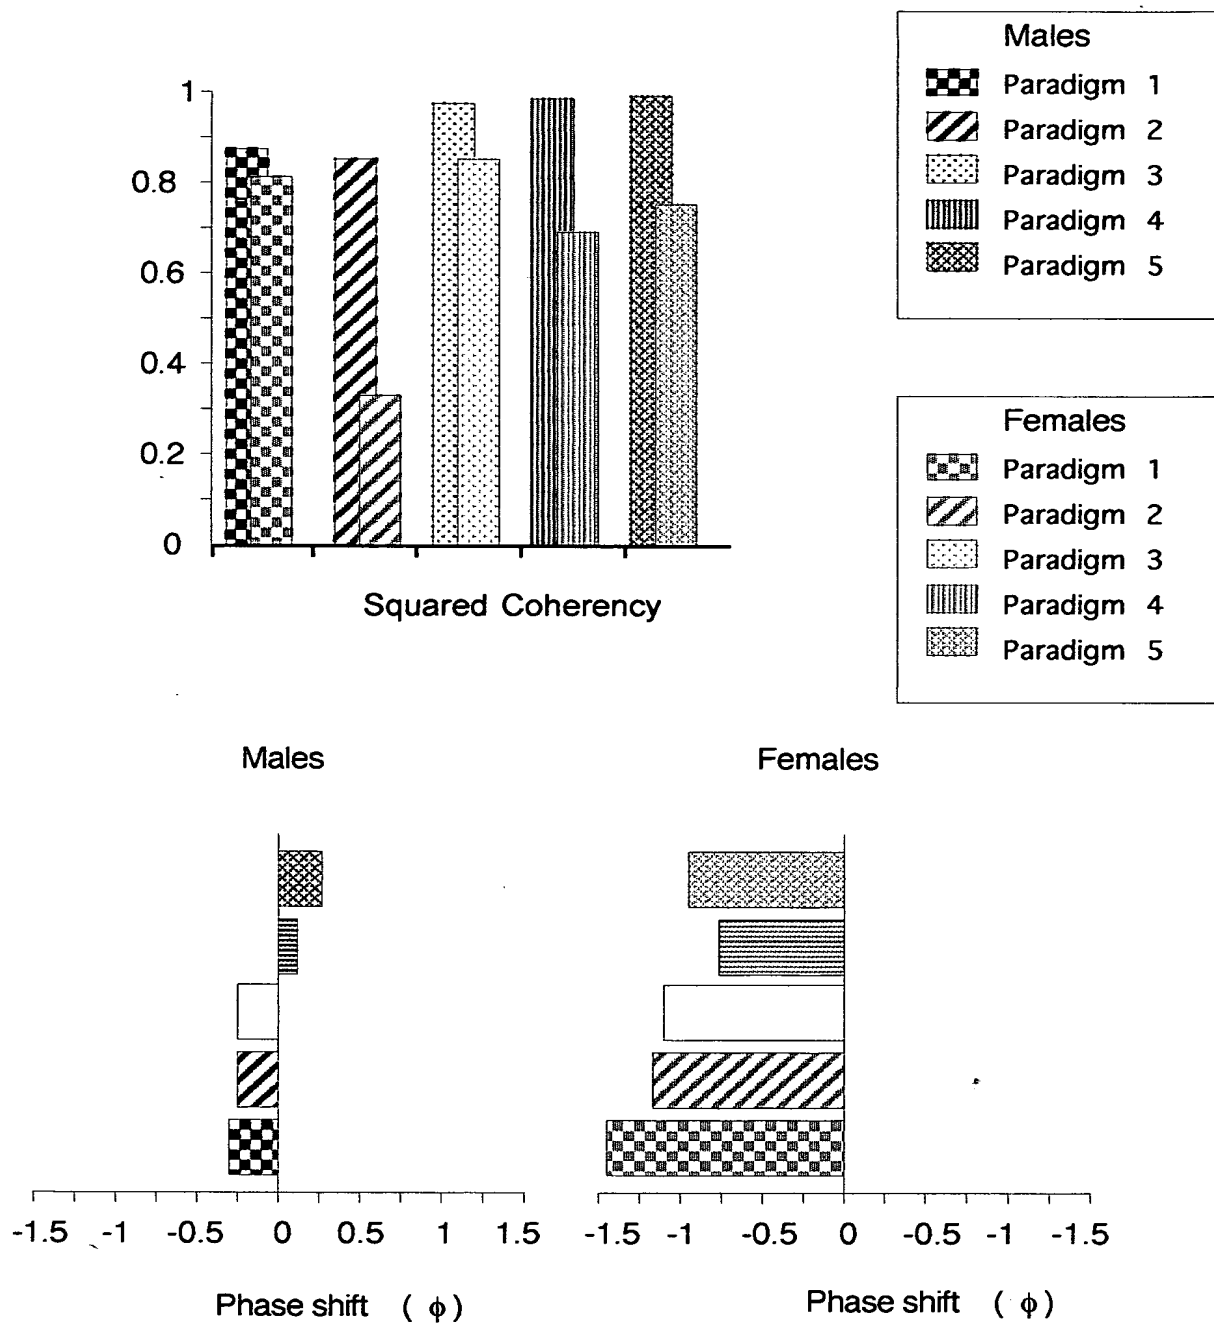 Males
Paradigm 1
Paradigm 2
Paradigm 3
Paradigm 4
Paradigm 5
1
0.8
0.6
0.4
0.2
0
Squared Coherency
Females
Paradigm 1
Paradigm 2
Paradigm 3
Paradigm 4
Paradigm 5
Males
-1.5 -1 -0.5 0 0.5 1 1.5
Phase shift ( ϕ )
Females
-1.5 -1 -0.5 0 -0.5 -1 -1.5
Phase shift ( ϕ )